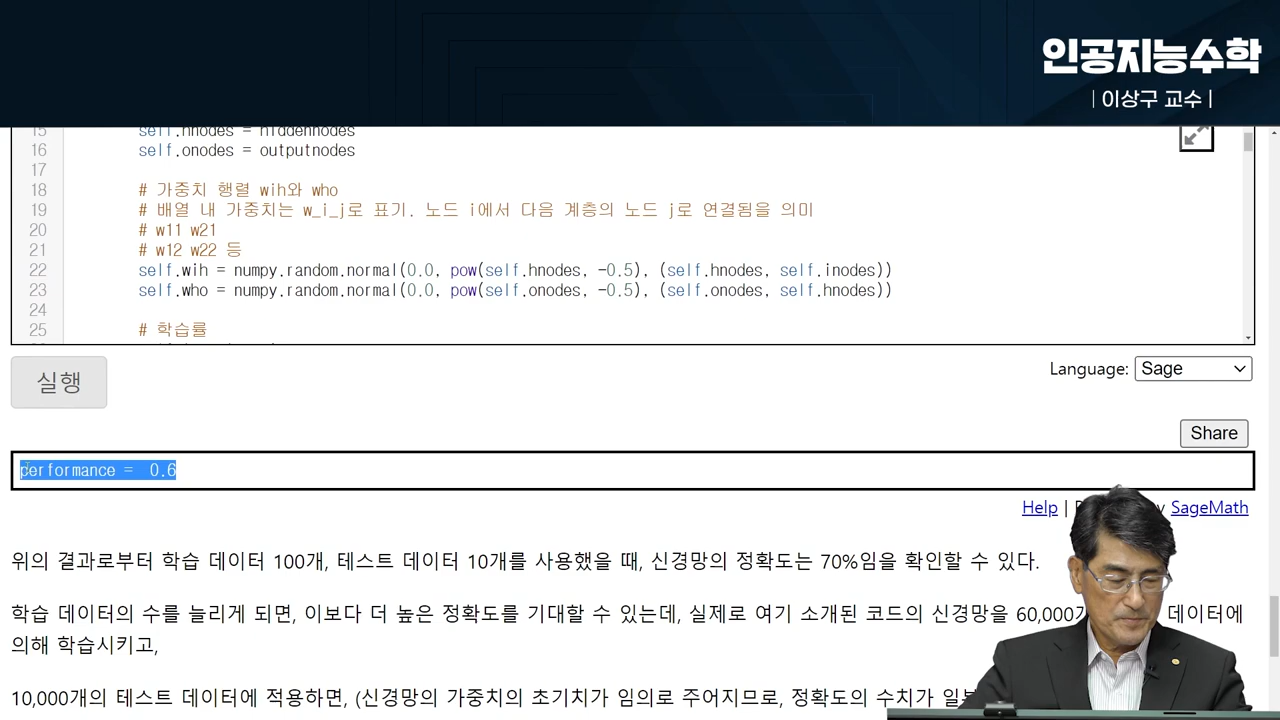 인공지능수학
| 이상구 교수 |
15 self.hnodes = hiddennodes
16 self.onodes = outputnodes
17
18 # 가중치 행렬 wih와 who
19 # 배열 내 가중치는 w_i_j로 표기. 노드 i에서 다음 계층의 노드 j로 연결됨을 의미
20 # w11 w21
21 # w12 w22 등
22 self.wih = numpy.random.normal(0.0, pow(self.hnodes, -0.5), (self.hnodes, self.inodes))
23 self.who = numpy.random.normal(0.0, pow(self.onodes, -0.5), (self.onodes, self.hnodes))
24
25 # 학습률
실행
Language: Sage
Share
performance = 0.6
Help | SageMath
위의 결과로부터 학습 데이터 100개, 테스트 데이터 10개를 사용했을 때, 신경망의 정확도는 70%임을 확인할 수 있다.
학습 데이터의 수를 늘리게 되면, 이보다 더 높은 정확도를 기대할 수 있는데, 실제로 여기 소개된 코드의 신경망을 60,000개 데이터에
의해 학습시키고,
10,000개의 테스트 데이터에 적용하면, (신경망의 가중치의 초기치가 임의로 주어지므로, 정확도의 수치가